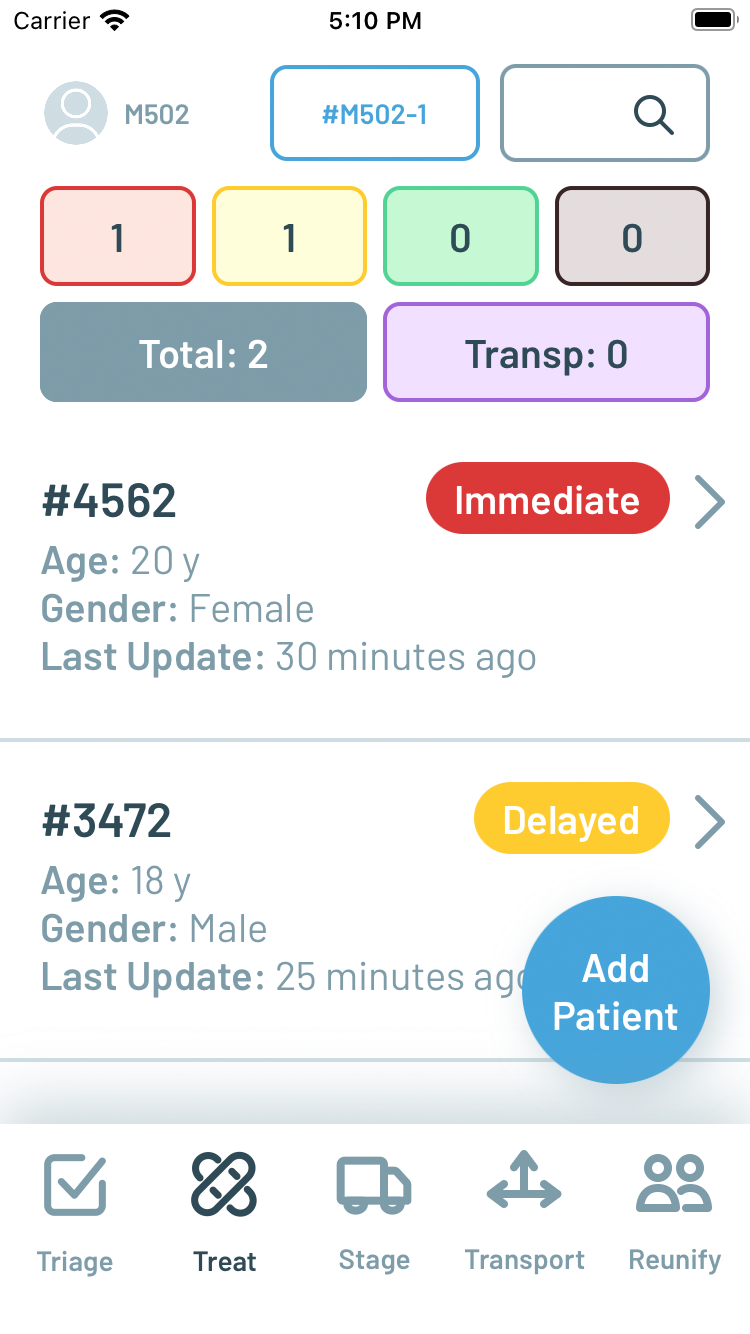 Carrier 5:10 PM
M502 #M502-1
1 1 0 0
Total: 2 Transp: 0
#4562 Immediate
Age: 20 y
Gender: Female
Last Update: 30 minutes ago
#3472 Delayed
Age: 18 y
Gender: Male
Last Update: 25 minutes ago
Add
Patient
Triage Treat Stage Transport Reunify